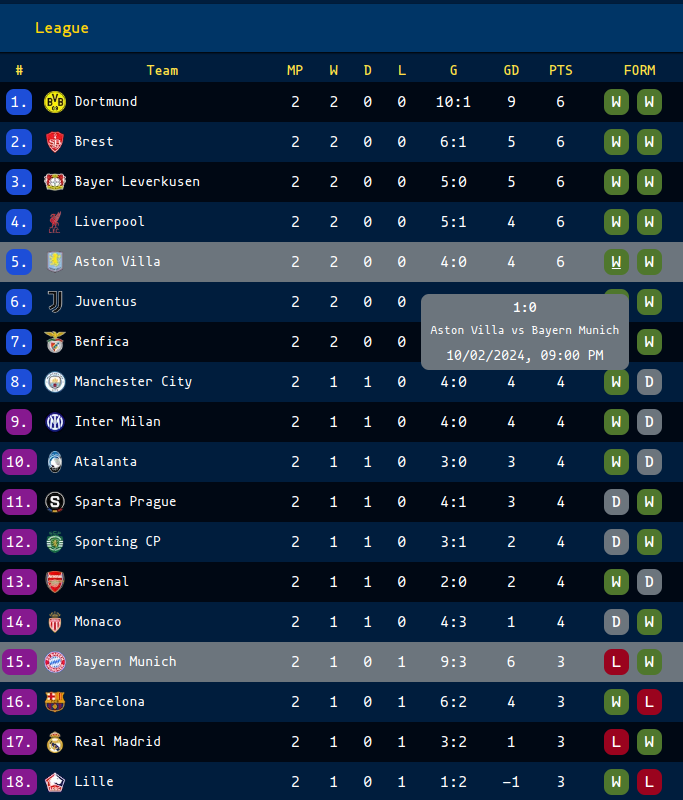 League
# Team MP W D L G GD PTS FORM
1. Dortmund 2 2 0 0 10:1 9 6 W W
2. Brest 2 2 0 0 6:1 5 6 W W
3. Bayer Leverkusen 2 2 0 0 5:0 5 6 W W
4. Liverpool 2 2 0 0 5:1 4 6 W W
5. Aston Villa 2 2 0 0 4:0 4 6 W W
6. Juventus 2 2 0 0 W
7. Benfica 2 2 0 0 W
1:0
Aston Villa vs Bayern Munich
10/02/2024, 09:00 PM
8. Manchester City 2 1 1 0 4:0 4 4 W D
9. Inter Milan 2 1 1 0 4:0 4 4 W D
10. Atalanta 2 1 1 0 3:0 3 4 W D
11. Sparta Prague 2 1 1 0 4:1 3 4 D W
12. Sporting CP 2 1 1 0 3:1 2 4 D W
13. Arsenal 2 1 1 0 2:0 2 4 W D
14. Monaco 2 1 1 0 4:3 1 4 D W
15. Bayern Munich 2 1 0 1 9:3 6 3 L W
16. Barcelona 2 1 0 1 6:2 4 3 W L
17. Real Madrid 2 1 0 1 3:2 1 3 L W
18. Lille 2 1 0 1 1:2 −1 3 W L